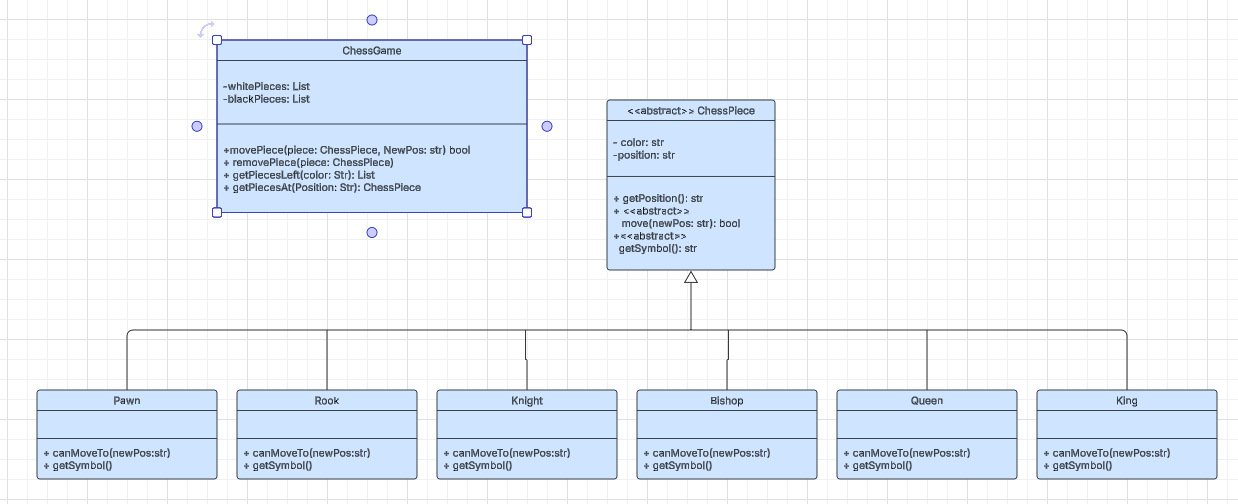 ChessGame
-whitePieces: List
-blackPieces: List
+movePiece(piece: ChessPiece, NewPos: str) bool
+ removePiece(piece: ChessPiece)
+ getPiecesLeft(color: Str): List
+ getPiecesAt(Position: Str): ChessPiece
<<abstract>> ChessPiece
- color: str
-position: str
+ getPosition(): str
+ <<abstract>>
move(newPos: str): bool
+<<abstract>>
getSymbol(): str
Pawn
+ canMoveTo(newPos:str)
+ getSymbol()
Rook
+ canMoveTo(newPos:str)
+ getSymbol()
Knight
+ canMoveTo(newPos:str)
+ getSymbol()
Bishop
+ canMoveTo(newPos:str)
+ getSymbol()
Queen
+ canMoveTo(newPos:str)
+ getSymbol()
King
+ canMoveTo(newPos:str)
+ getSymbol()